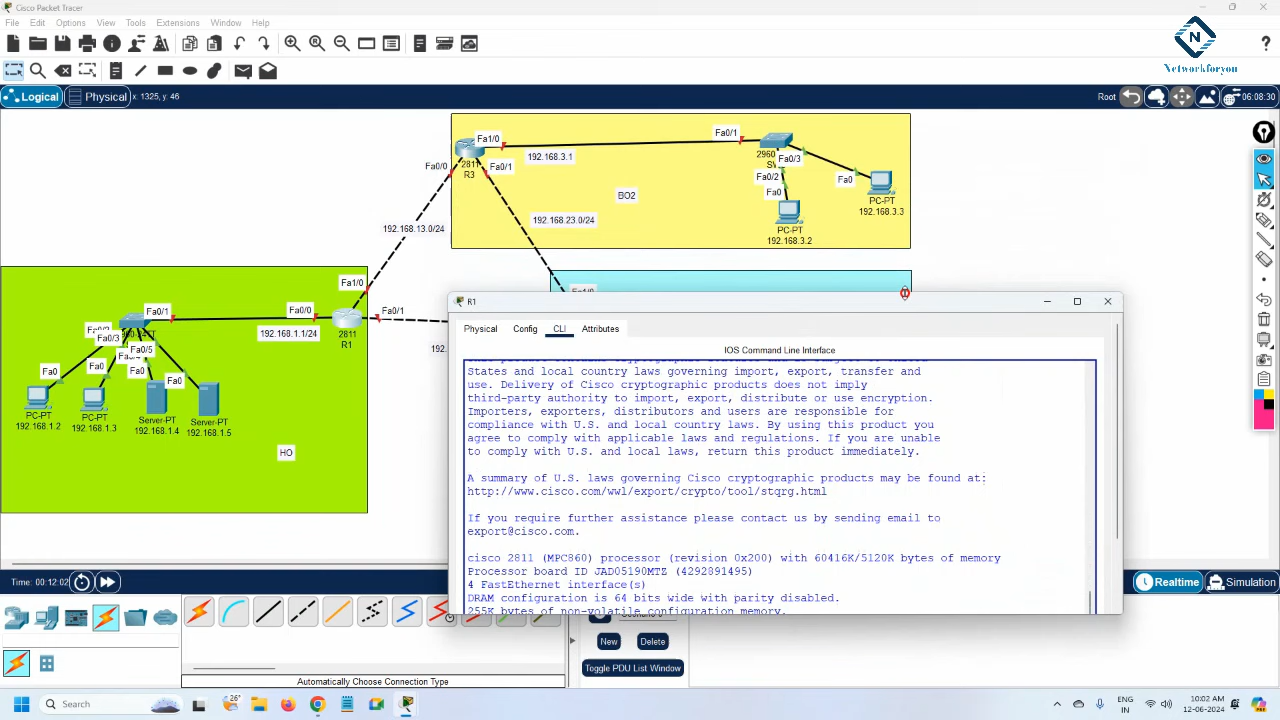 Cisco Packet Tracer
File Edit Options View Tools Extensions Window Help
N
Networkforyou
?
Logical Physical x: 1325, y: 46
Root 06:08:30
Fa1/0
Fa0/1
Fa0/0
2811
R3
Fa0/1
192.168.3.1
2960
Fa0/3
Fa0/2
Fa0
Fa0
PC-PT
192.168.3.3
BO2
PC-PT
192.168.3.2
192.168.23.0/24
192.168.13.0/24
Fa1/0
Fa0/1
Fa0/0
Fa0/1
192.168.1.1/24
2811
R1
Fa0/3
Fa0/5
Fa0
Fa0
Fa0
Fa0
PC-PT
192.168.1.2
PC-PT
192.168.1.3
Server-PT
192.168.1.4
Server-PT
192.168.1.5
HO
R1
Physical Config CLI Attributes
IOS Command Line Interface
States and local country laws governing import, export, transfer and
use. Delivery of Cisco cryptographic products does not imply
third-party authority to import, export, distribute or use encryption.
Importers, exporters, distributors and users are responsible for
compliance with U.S. and local country laws. By using this product you
agree to comply with applicable laws and regulations. If you are unable
to comply with U.S. and local laws, return this product immediately.
A summary of U.S. laws governing Cisco cryptographic products may be found at:
http://www.cisco.com/wwl/export/crypto/tool/stqrg.html
If you require further assistance please contact us by sending email to
export@cisco.com.
cisco 2811 (MPC860) processor (revision 0x200) with 60416K/5120K bytes of memory
Processor board ID JAD05190MTZ (4292891495)
4 FastEthernet interface(s)
DRAM configuration is 64 bits wide with parity disabled.
255K bytes of non-volatile configuration memory.
Time: 00:12:02
Realtime Simulation
New Delete
Toggle PDU List Window
Automatically Choose Connection Type
Search
26°
ENG
IN
10:02 AM
12-06-2024